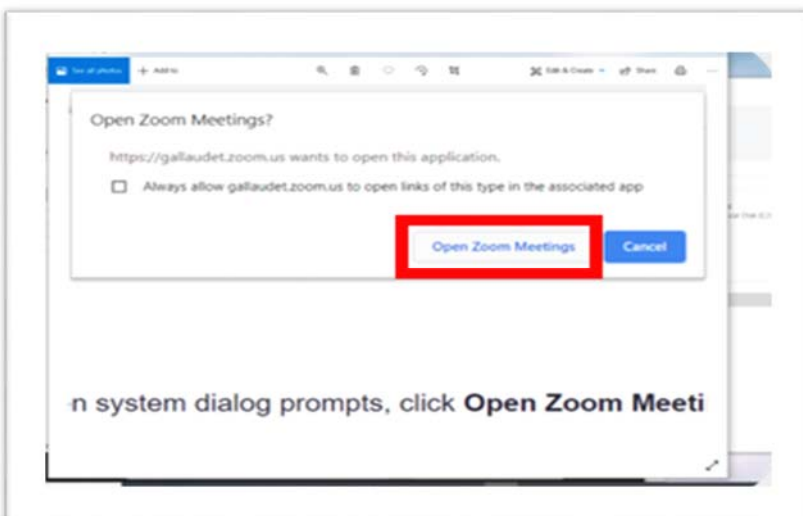 See all photos + Add to Edit & Create Share
Open Zoom Meetings?
https://gallaudet.zoom.us wants to open this application.
Always allow gallaudet.zoom.us to open links of this type in the associated app
Open Zoom Meetings Cancel
n system dialog prompts, click Open Zoom Meeti